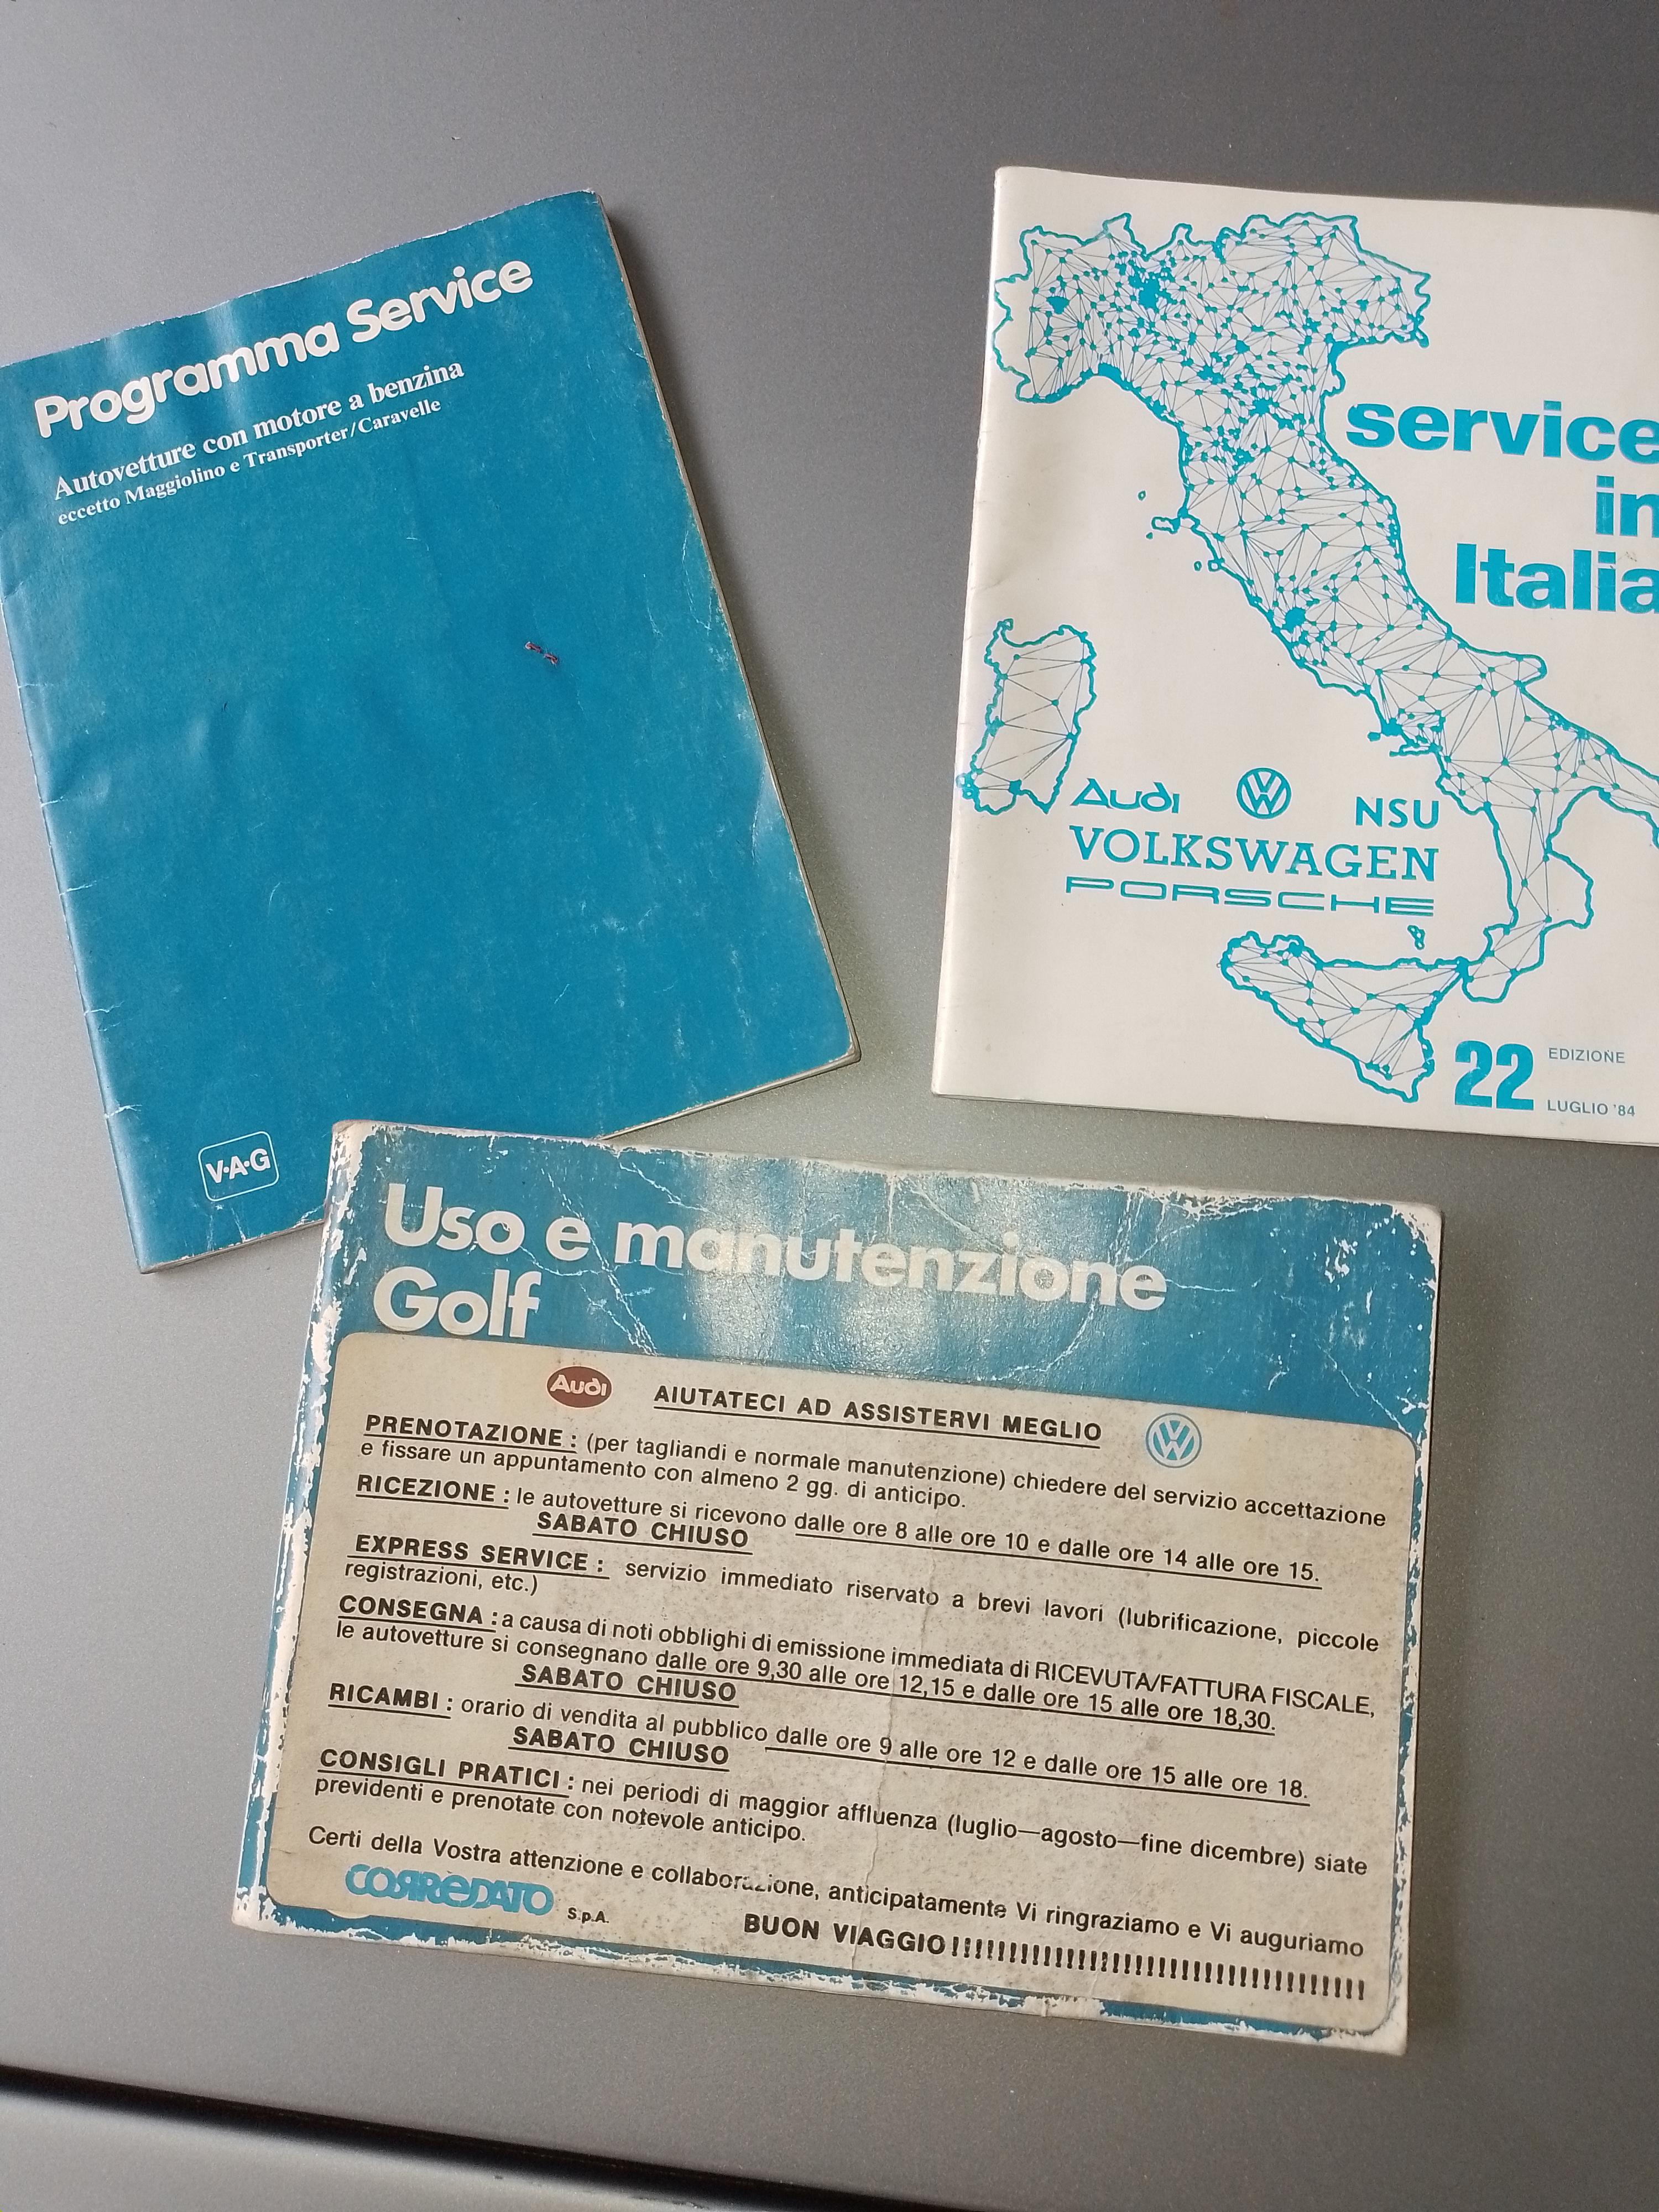 Programma Service
Autovetture con motore a benzina
eccetto Maggiolino e Transporter/Caravelle
V·A·G
service
in
Italia
Audi VW NSU
VOLKSWAGEN
PORSCHE
22 EDIZIONE
LUGLIO '84
Uso e manutenzione
Golf
Audi AIUTATECI AD ASSISTERVI MEGLIO VW
PRENOTAZIONE : (per tagliandi e normale manutenzione) chiedere del servizio accettazione
e fissare un appuntamento con almeno 2 gg. di anticipo.
RICEZIONE : le autovetture si ricevono dalle ore 8 alle ore 10 e dalle ore 14 alle ore 15.
SABATO CHIUSO
EXPRESS SERVICE : servizio immediato riservato a brevi lavori (lubrificazione, piccole
registrazioni, etc.)
CONSEGNA : a causa di noti obblighi di emissione immediata di RICEVUTA/FATTURA FISCALE,
le autovetture si consegnano dalle ore 9,30 alle ore 12,15 e dalle ore 15 alle ore 18,30.
SABATO CHIUSO
RICAMBI : orario di vendita al pubblico dalle ore 9 alle ore 12 e dalle ore 15 alle ore 18.
SABATO CHIUSO
CONSIGLI PRATICI : nei periodi di maggior affluenza (luglio—agosto—fine dicembre) siate
previdenti e prenotate con notevole anticipo.
Certi della Vostra attenzione e collaborazione, anticipatamente Vi ringraziamo e Vi auguriamo
CORREDATO S.p.A.
BUON VIAGGIO!!!!!!!!!!!!!!!!!!!!!!!!!!!!!!!!!!!!!